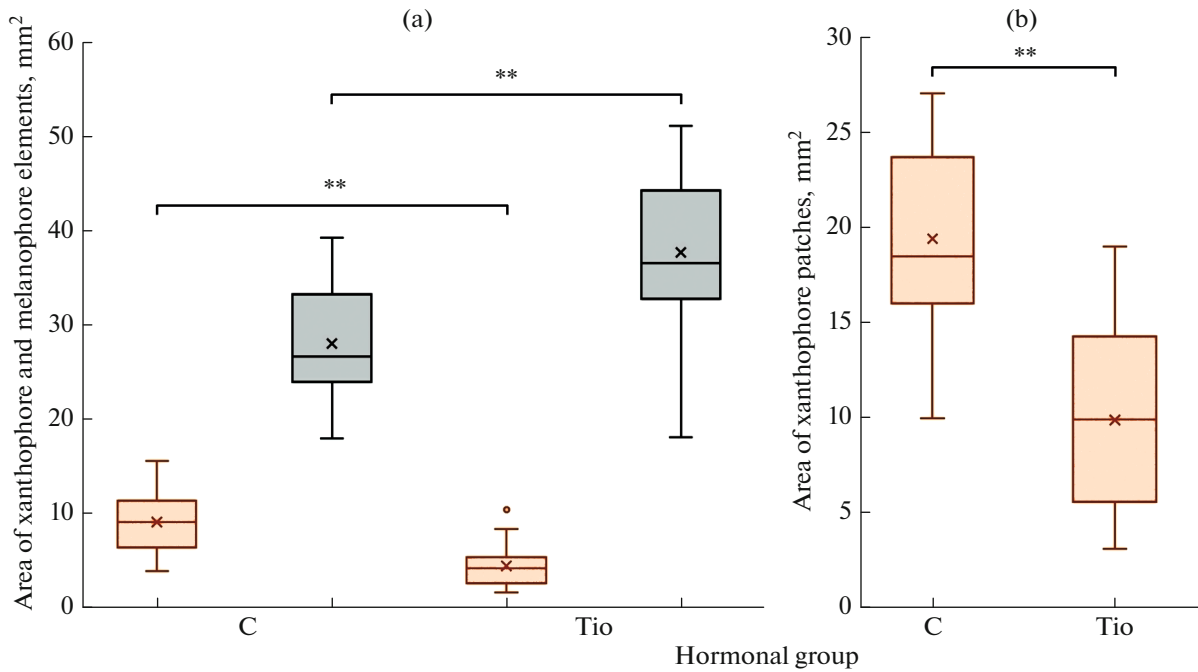 (a)
Area of xanthophore and melanophore elements, mm²
60
50
40
30
20
10
0
**
**
C
Tio
(b)
Area of xanthophore patches, mm²
30
25
20
15
10
5
0
**
C
Tio
Hormonal group